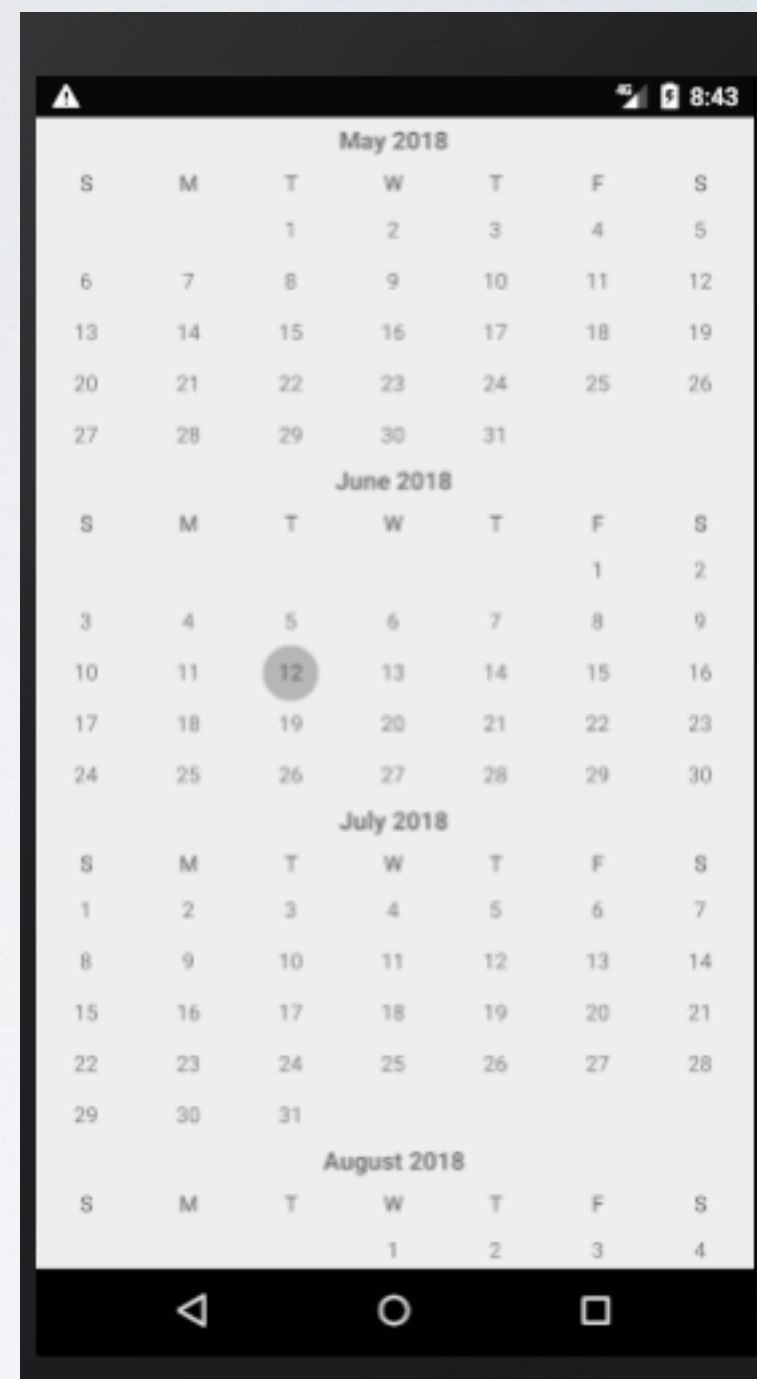 4G 8:43
May 2018
S M T W T F S
1 2 3 4 5
6 7 8 9 10 11 12
13 14 15 16 17 18 19
20 21 22 23 24 25 26
27 28 29 30 31
June 2018
S M T W T F S
1 2
3 4 5 6 7 8 9
10 11 12 13 14 15 16
17 18 19 20 21 22 23
24 25 26 27 28 29 30
July 2018
S M T W T F S
1 2 3 4 5 6 7
8 9 10 11 12 13 14
15 16 17 18 19 20 21
22 23 24 25 26 27 28
29 30 31
August 2018
S M T W T F S
1 2 3 4